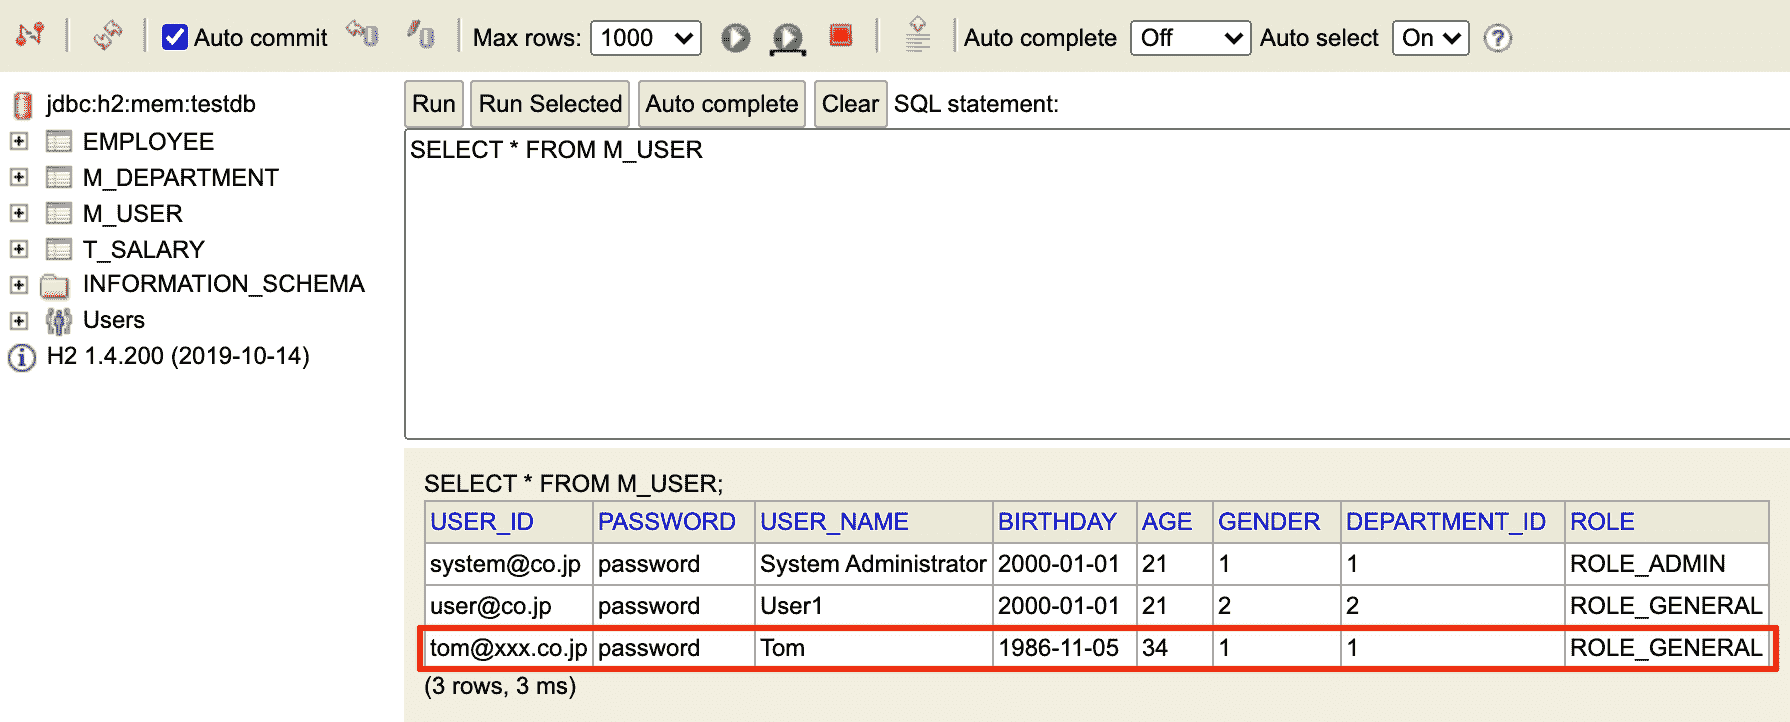 Auto commit Max rows: 1000 Auto complete Off Auto select On ?
jdbc:h2:mem:testdb
EMPLOYEE
M_DEPARTMENT
M_USER
T_SALARY
INFORMATION_SCHEMA
Users
H2 1.4.200 (2019-10-14)
Run Run Selected Auto complete Clear SQL statement:
SELECT * FROM M_USER
SELECT * FROM M_USER;
USER_ID PASSWORD USER_NAME BIRTHDAY AGE GENDER DEPARTMENT_ID ROLE
system@co.jp password System Administrator 2000-01-01 21 1 1 ROLE_ADMIN
user@co.jp password User1 2000-01-01 21 2 2 ROLE_GENERAL
tom@xxx.co.jp password Tom 1986-11-05 34 1 1 ROLE_GENERAL
(3 rows, 3 ms)